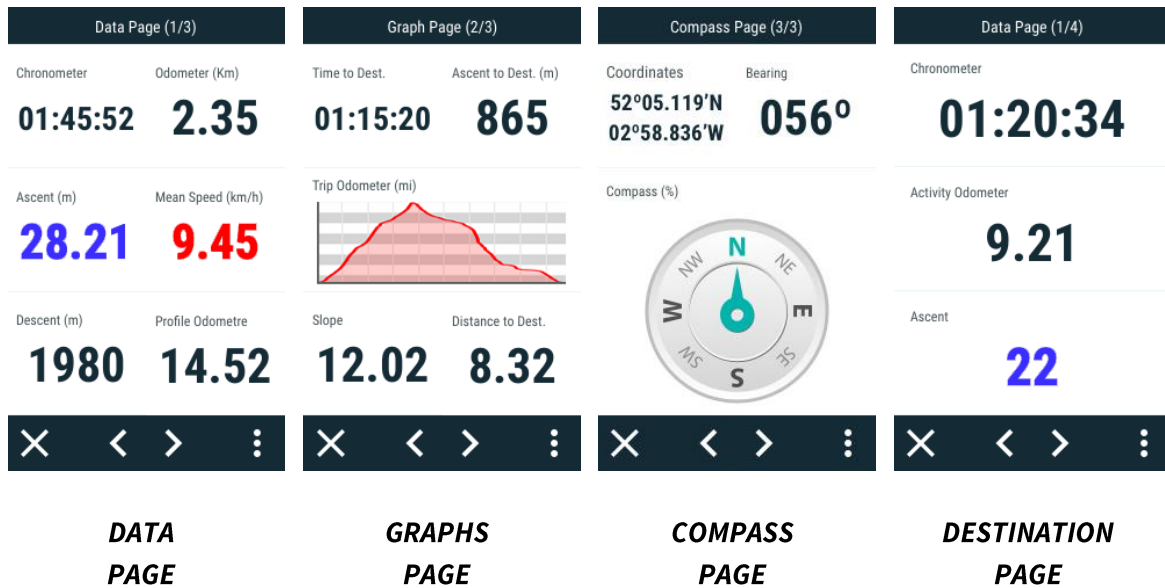 Data Page (1/3)
Chronometer Odometer (Km)
01:45:52 2.35
Ascent (m) Mean Speed (km/h)
28.21 9.45
Descent (m) Profile Odometre
1980 14.52
DATA
PAGE
Graph Page (2/3)
Time to Dest. Ascent to Dest. (m)
01:15:20 865
Trip Odometer (mi)
Slope Distance to Dest.
12.02 8.32
GRAPHS
PAGE
Compass Page (3/3)
Coordinates Bearing
52º05.119'N 056º
02º58.836'W
Compass (%)
N
NW NE
W E
SW SE
S
COMPASS
PAGE
Data Page (1/4)
Chronometer
01:20:34
Activity Odometer
9.21
Ascent
22
DESTINATION
PAGE